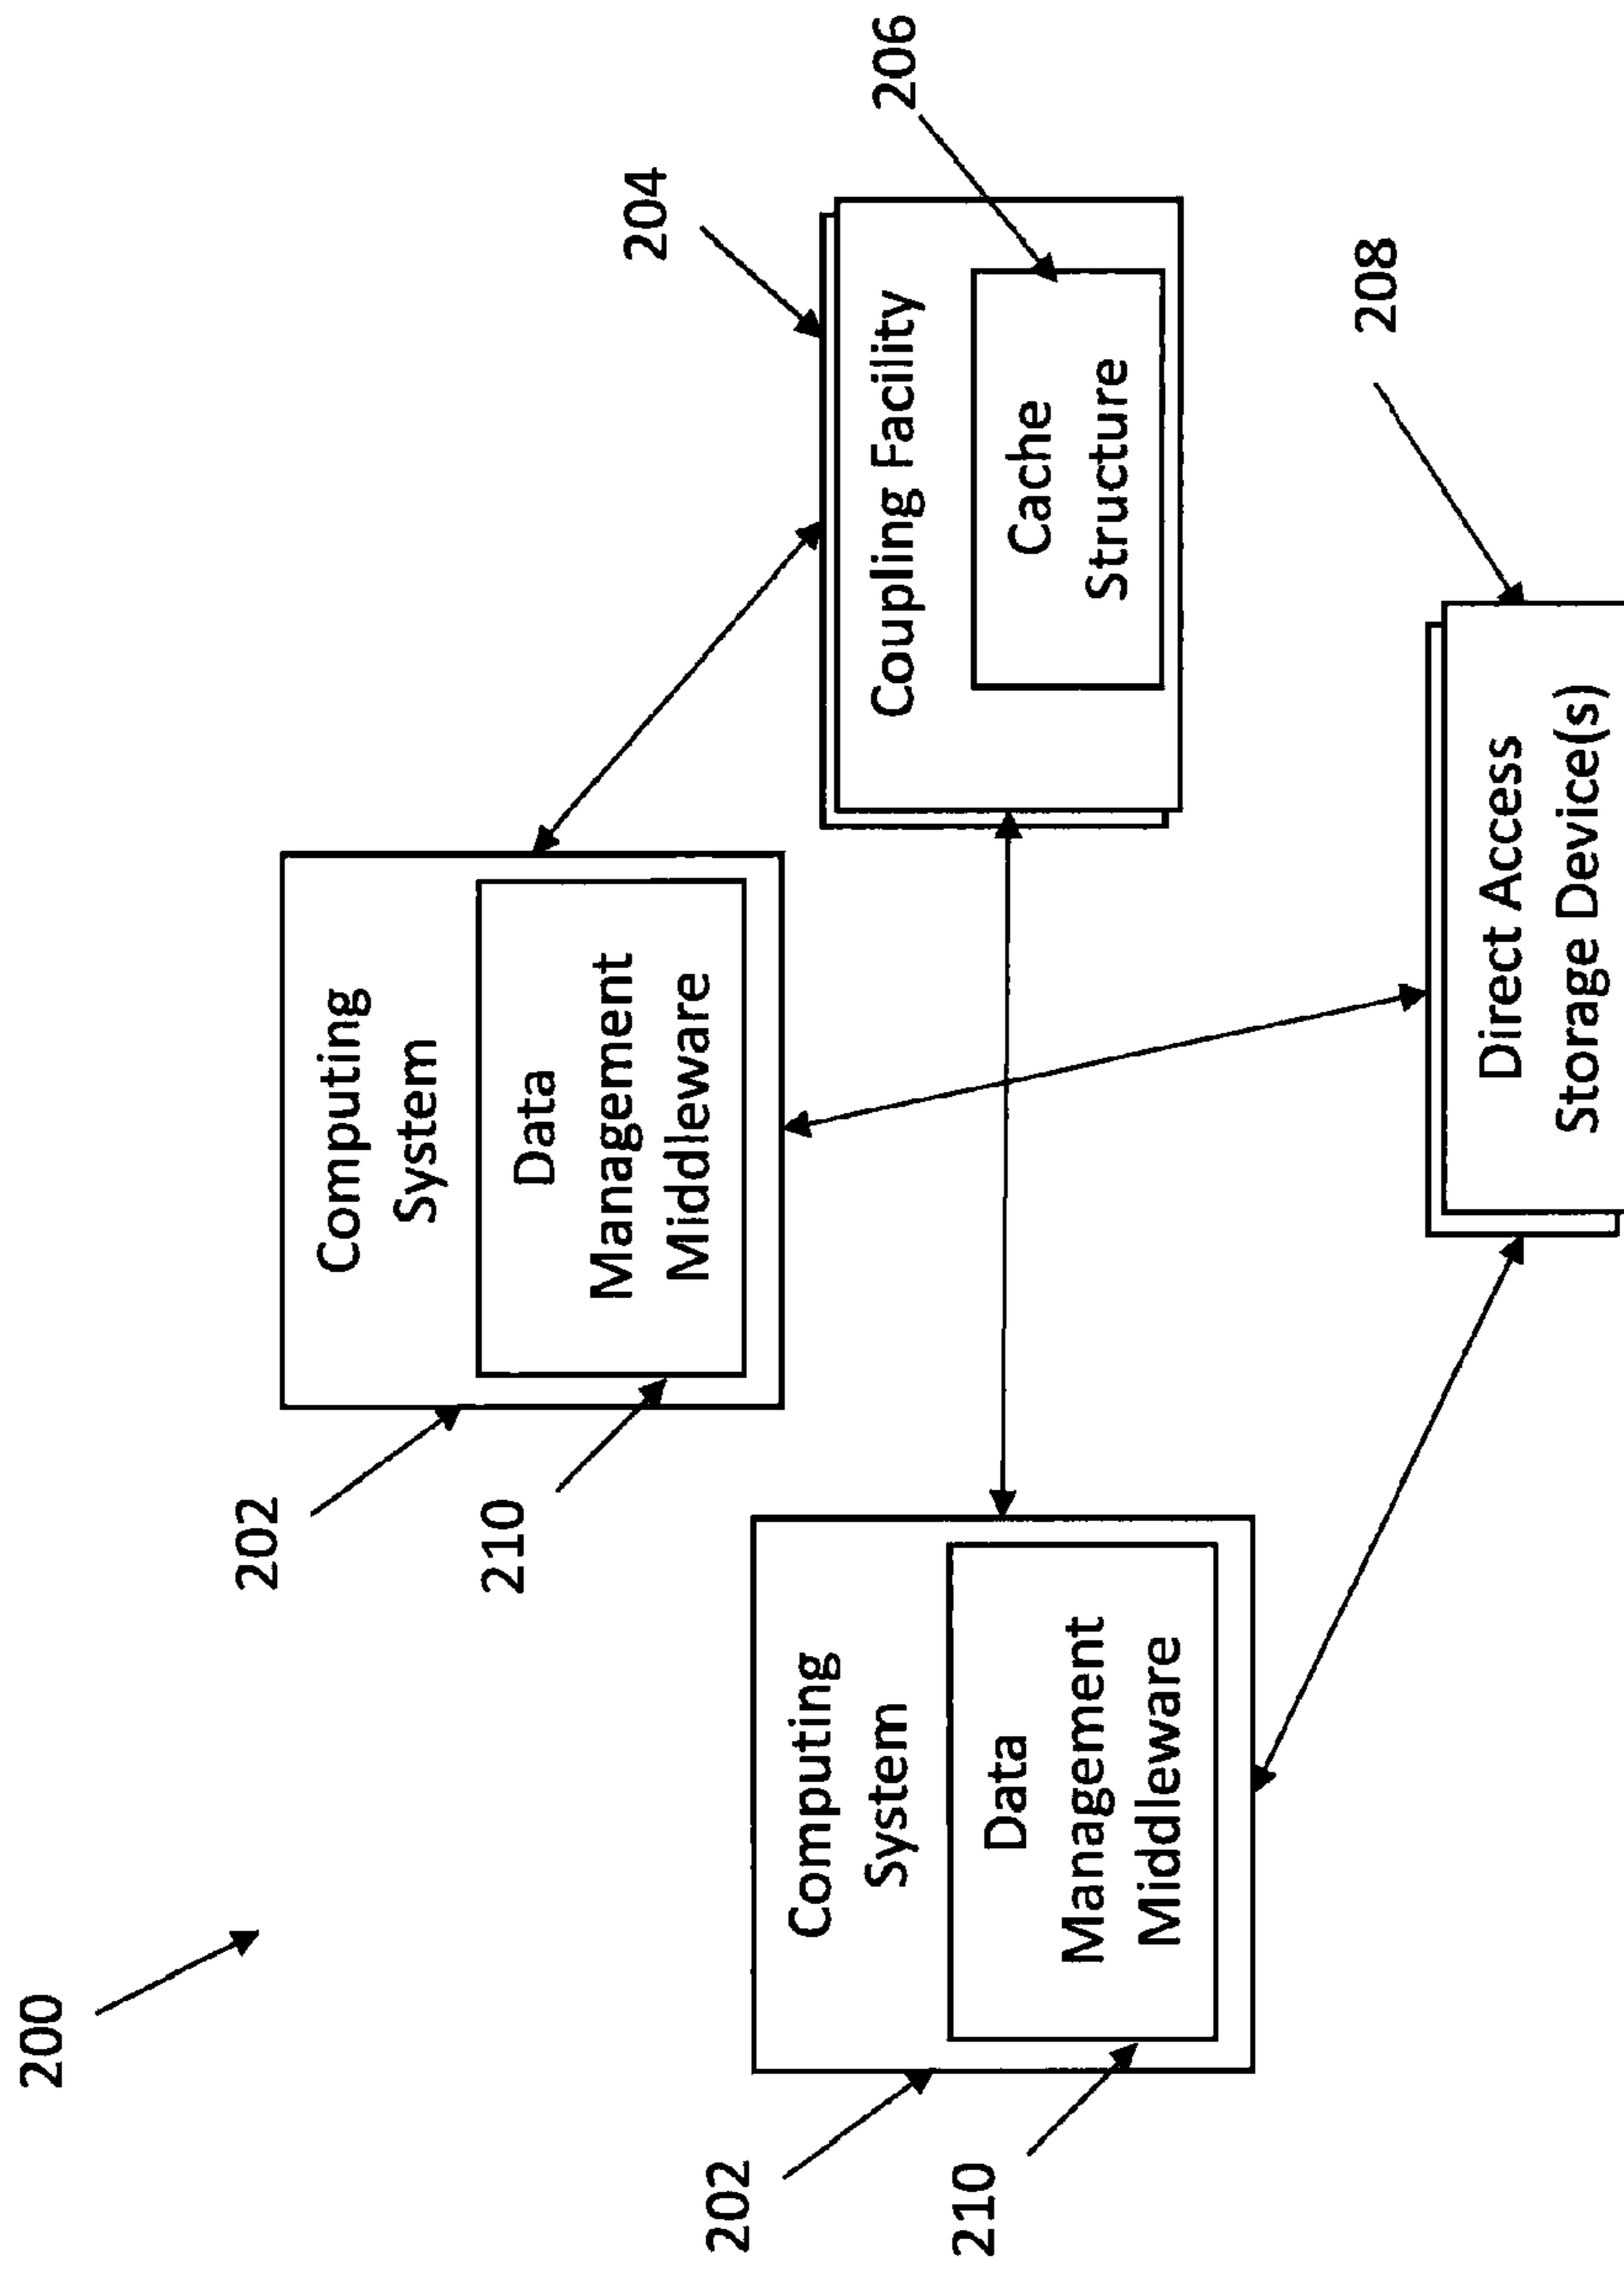 200
202
Computing
System
210
Data
Management
Middleware
204
Coupling Facility
206
Cache
Structure
202
Computing
System
210
Data
Management
Middleware
208
Direct Access
Storage Device(s)